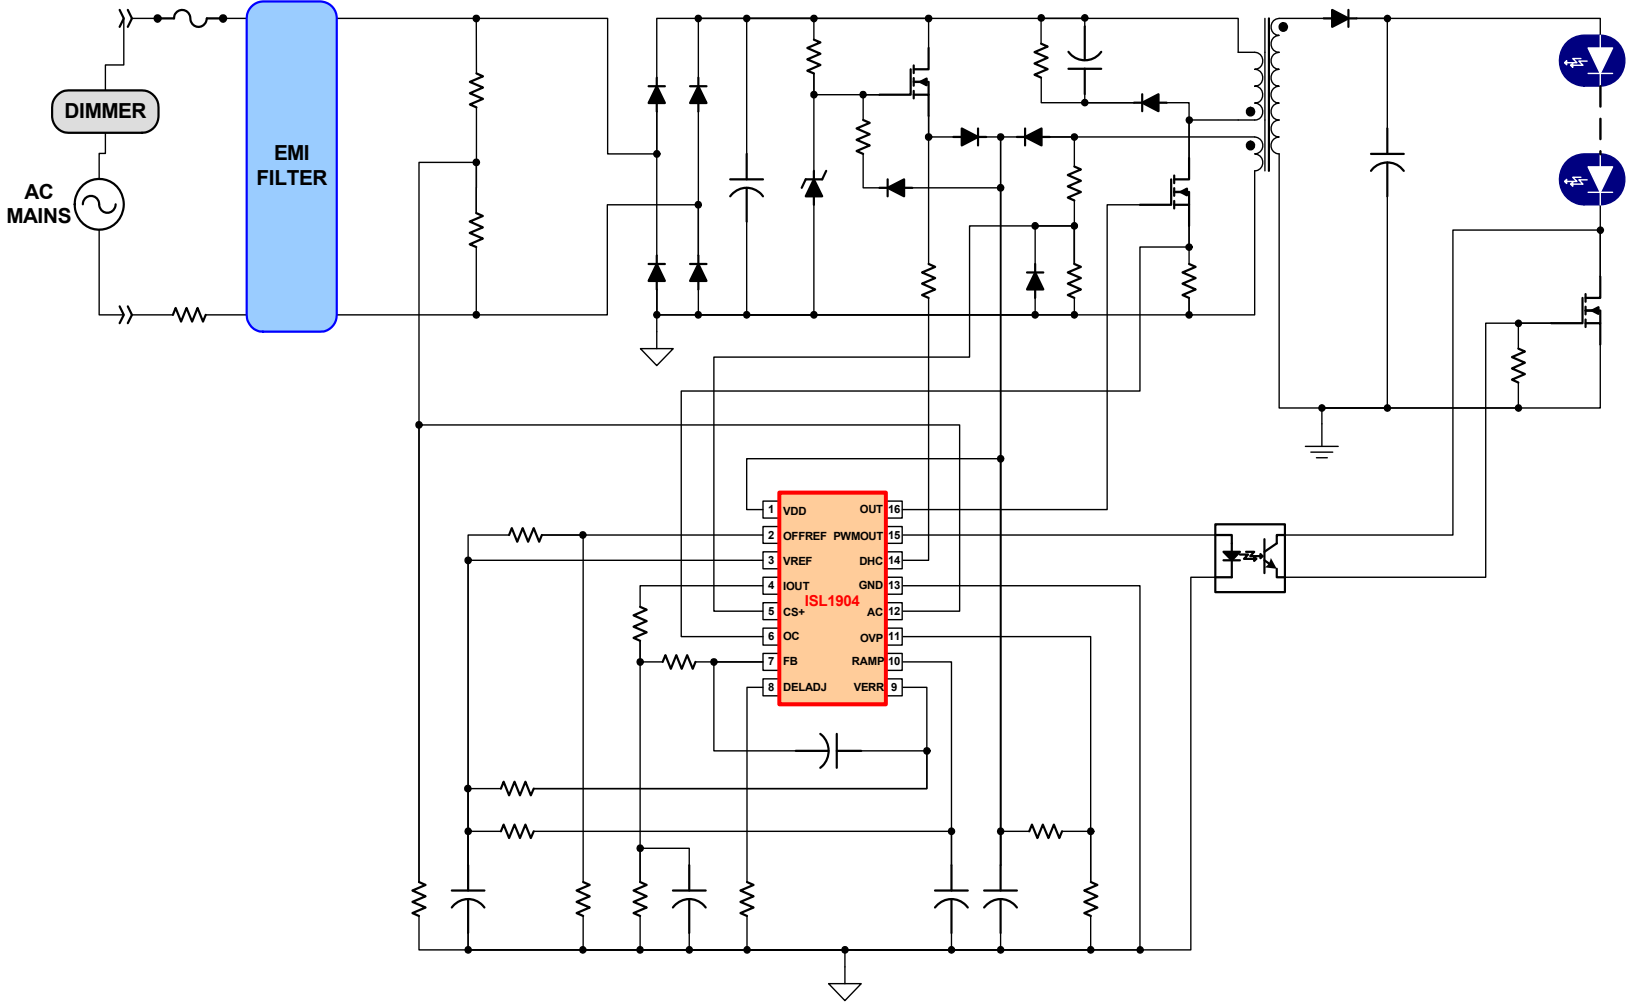 DIMMER
EMI
FILTER
AC
MAINS
1 VDD OUT 16
2 OFFREF PWMOUT 15
3 VREF DHC 14
4 IOUT GND 13
ISL1904
5 CS+ AC 12
6 OC OVP 11
7 FB RAMP 10
8 DELADJ VERR 9